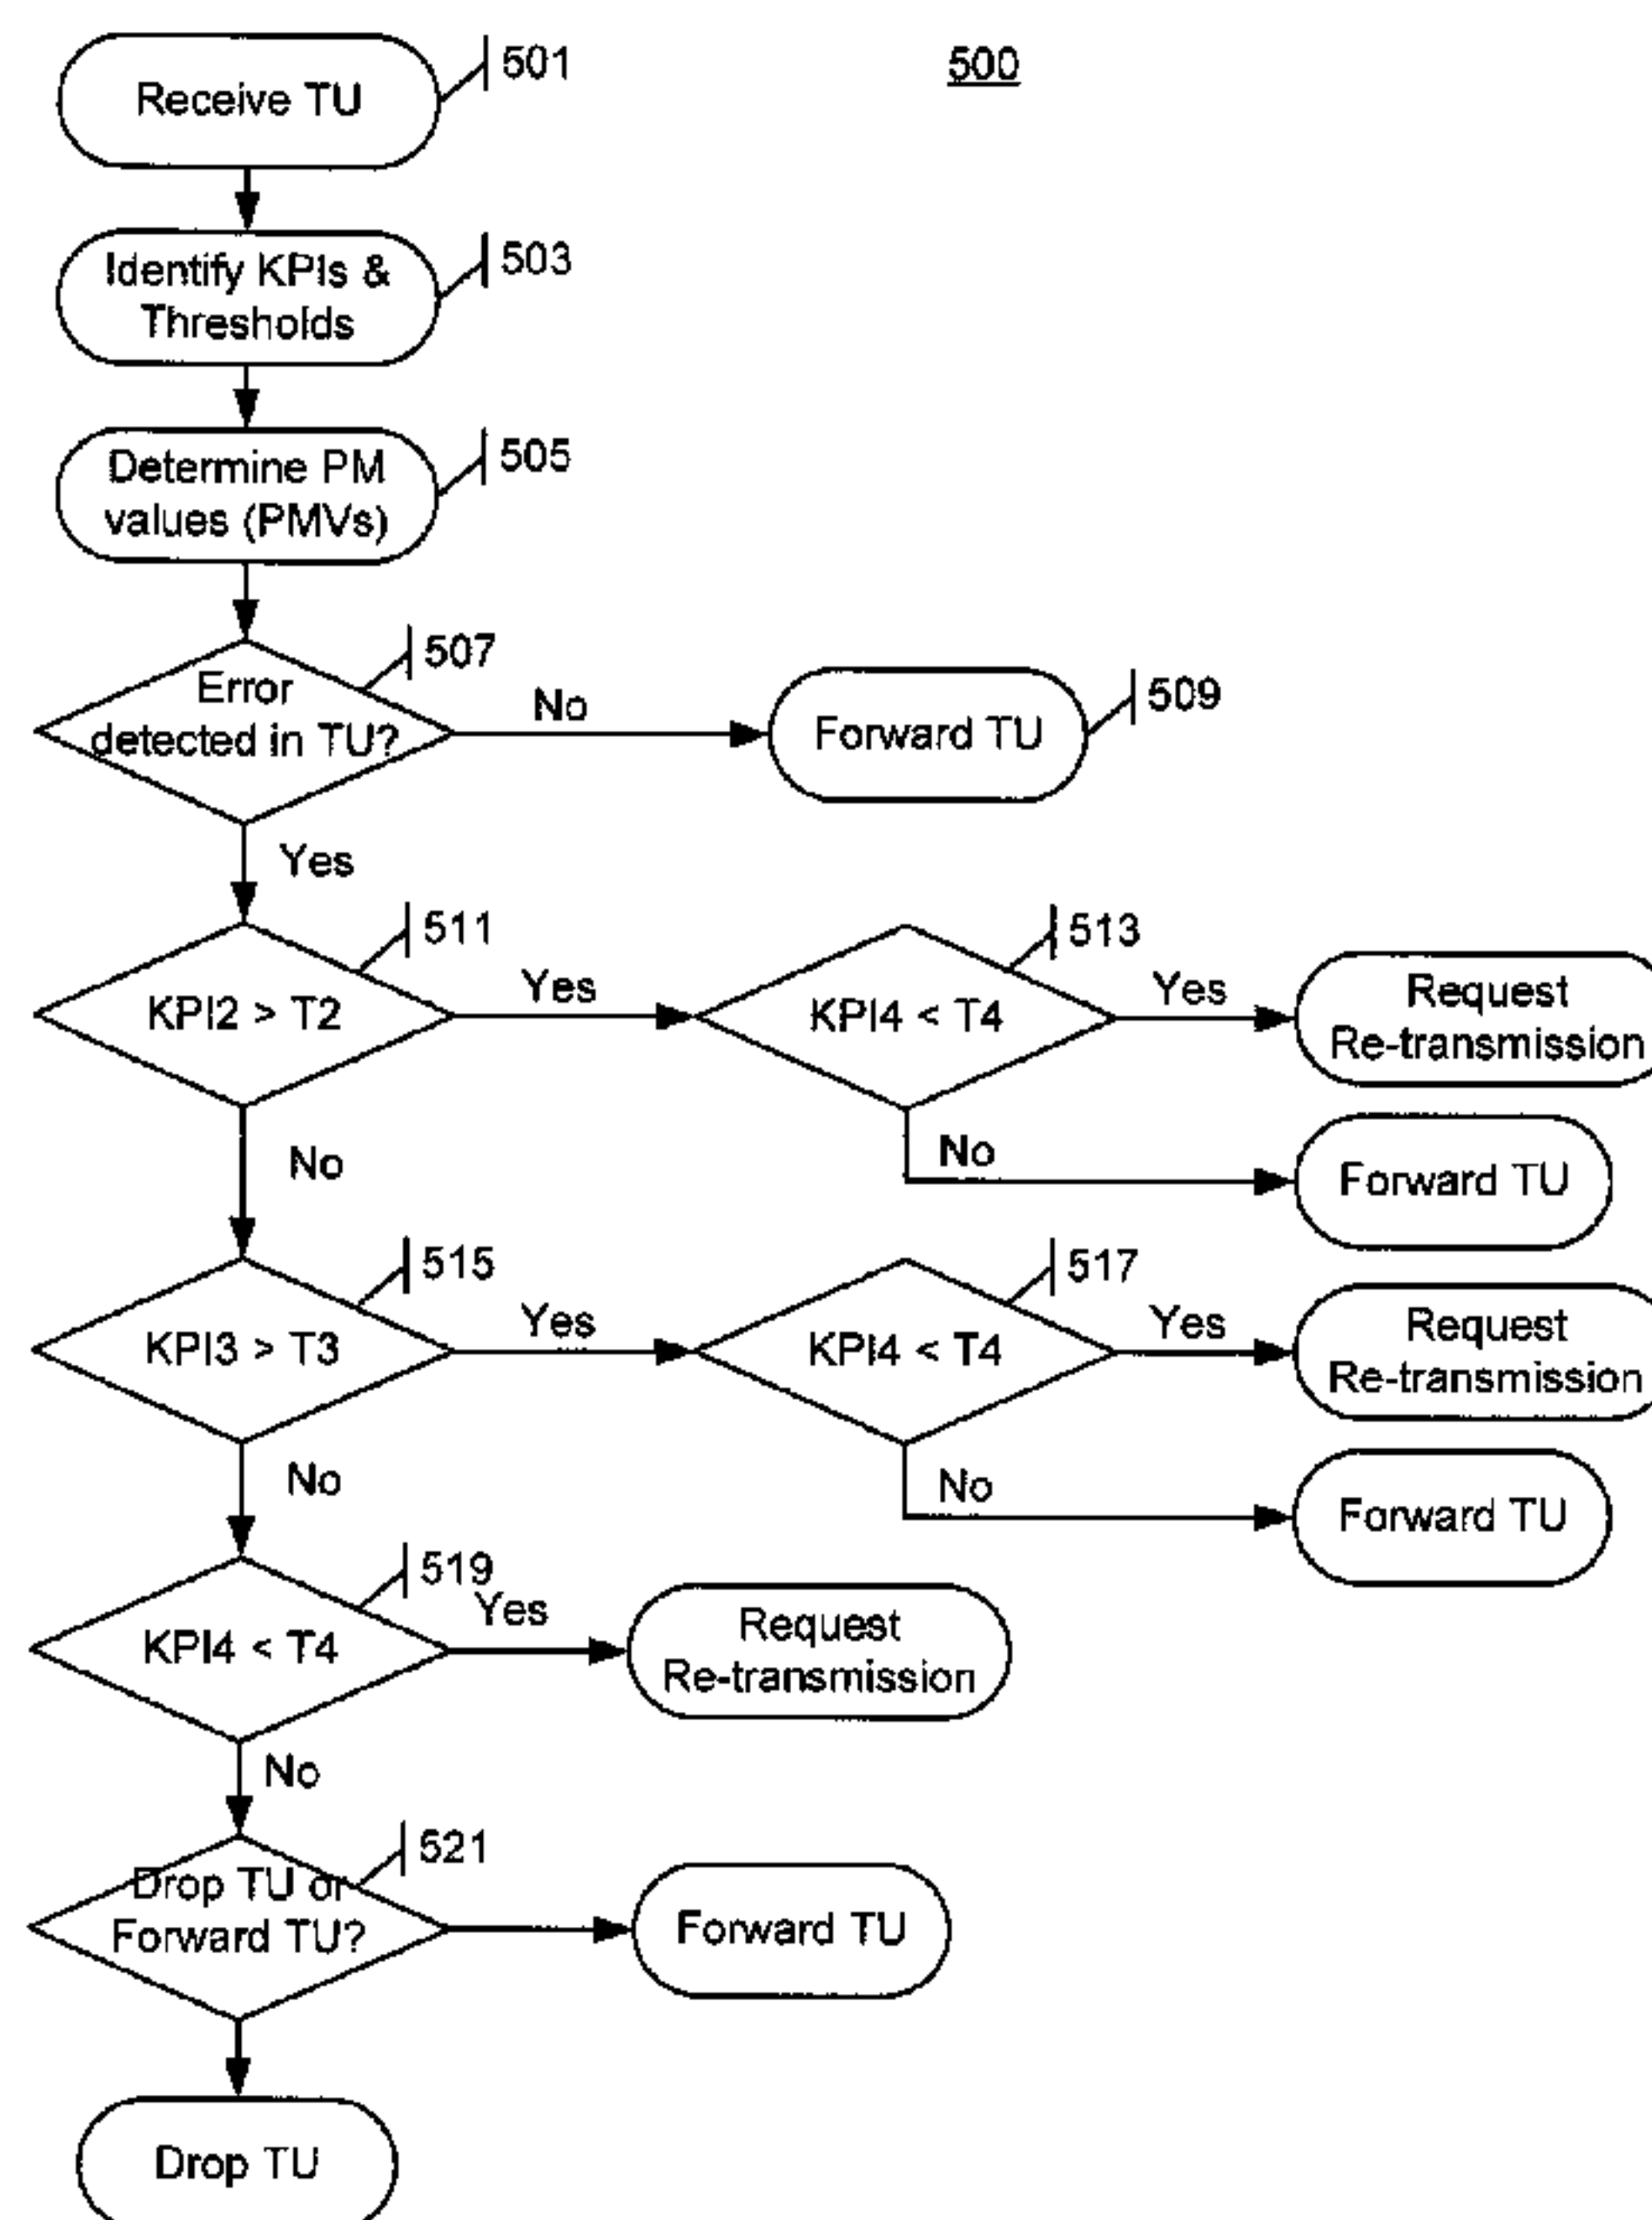 501
500
Receive TU
503
Identify KPIs &
Thresholds
505
Determine PM
values (PMVs)
507
Error
detected in TU?
No
509
Forward TU
Yes
511
KPI2 > T2
Yes
513
KPI4 < T4
Yes
Request
Re-transmission
No
Forward TU
No
515
KPI3 > T3
Yes
517
KPI4 < T4
Yes
Request
Re-transmission
No
Forward TU
No
519
KPI4 < T4
Yes
Request
Re-transmission
No
521
Drop TU or
Forward TU?
Forward TU
Drop TU